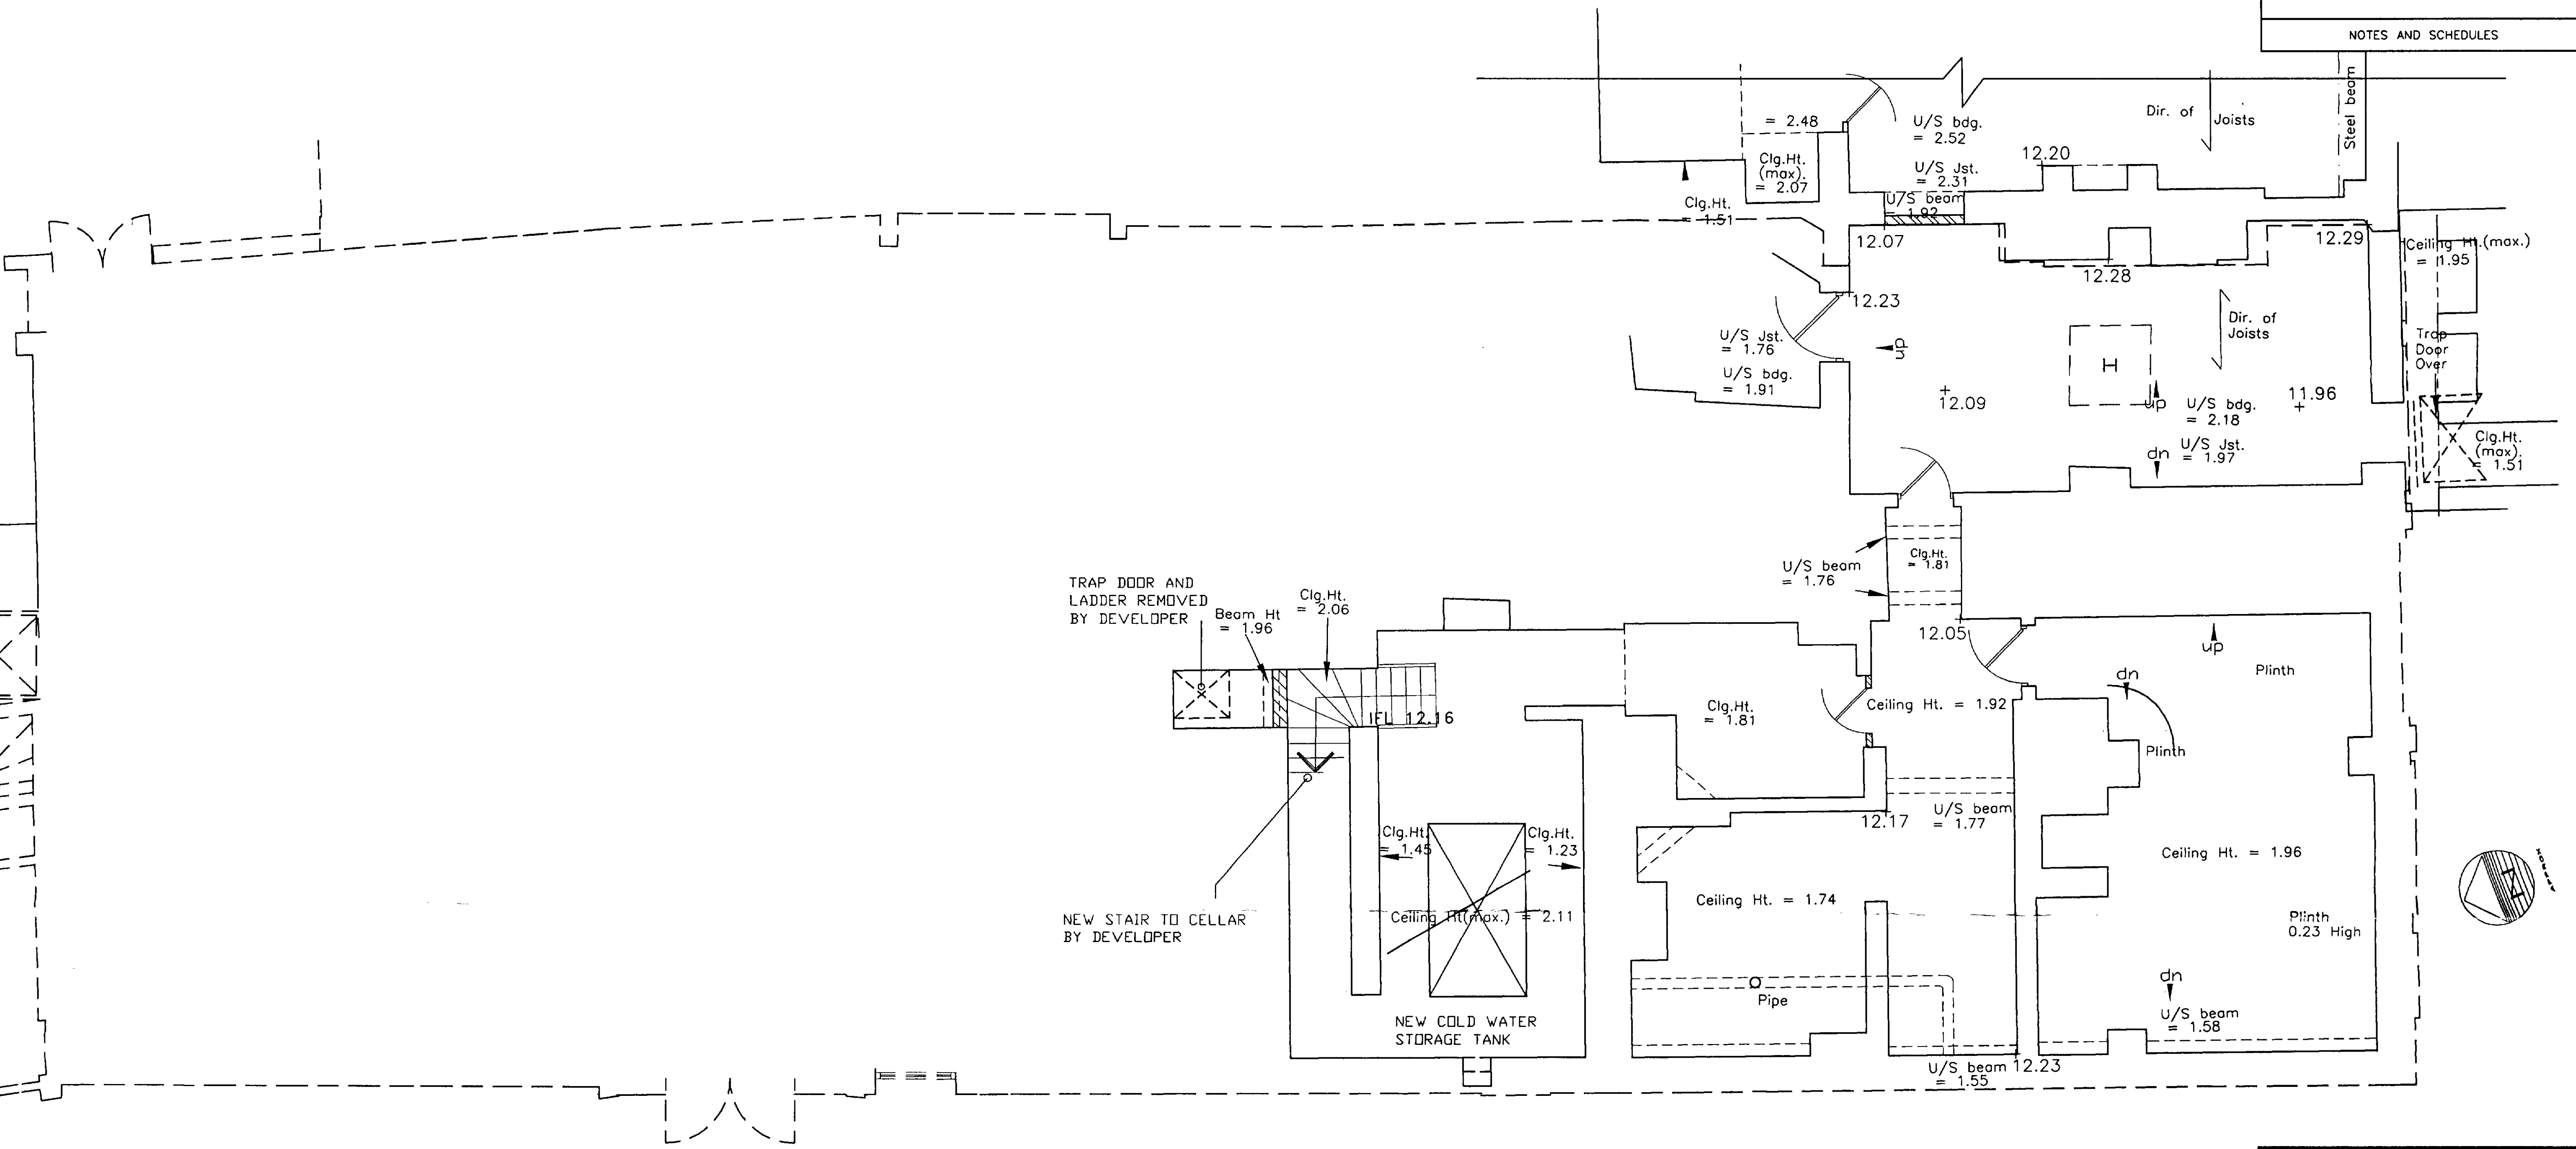 NOTES AND SCHEDULES
Steel beam
Dir. of
Joists
= 2.48
U/S bdg.
= 2.52
12.20
Clg.Ht.
(max).
= 2.07
U/S Jst.
= 2.31
U/S beam
= 1.92
Clg.Ht.
= 1.51
12.07
12.29
Ceiling Ht.(max.)
= 1.95
12.28
12.23
Dir. of
Joists
U/S Jst.
= 1.76
up
Trap
Door
Over
H
U/S bdg.
= 1.91
12.09
up
U/S bdg.
= 2.18
11.96
dn
U/S Jst.
= 1.97
Clg.Ht.
(max).
= 1.51
U/S beam
= 1.76
Clg.Ht.
= 1.81
TRAP DOOR AND
LADDER REMOVED
BY DEVELOPER
Beam Ht
= 1.96
Clg.Ht.
= 2.06
12.05
up
dn
Plinth
IFL 12.16
Clg.Ht.
= 1.81
Ceiling Ht. = 1.92
Plinth
Clg.Ht.
= 1.45
Clg.Ht.
= 1.23
12.17
U/S beam
= 1.77
Ceiling Ht. = 1.96
APPROX
N
Ceiling Ht. = 1.74
NEW STAIR TO CELLAR
BY DEVELOPER
Ceiling Ht(max.) = 2.11
Plinth
0.23 High
dn
Pipe
NEW COLD WATER
STORAGE TANK
U/S beam
= 1.58
U/S beam
= 1.55
12.23